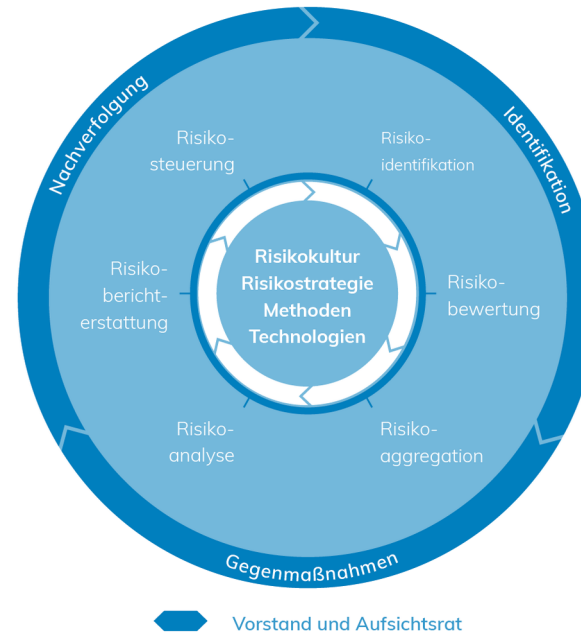 Nachverfolgung
Identifikation
Risiko-
steuerung
Risiko-
identifikation
Risikokultur
Risikostrategie
Methoden
Technologien
Risiko-
bericht-
erstattung
Risiko-
bewertung
Risiko-
analyse
Risiko-
aggregation
Gegenmaßnahmen
Vorstand und Aufsichtsrat